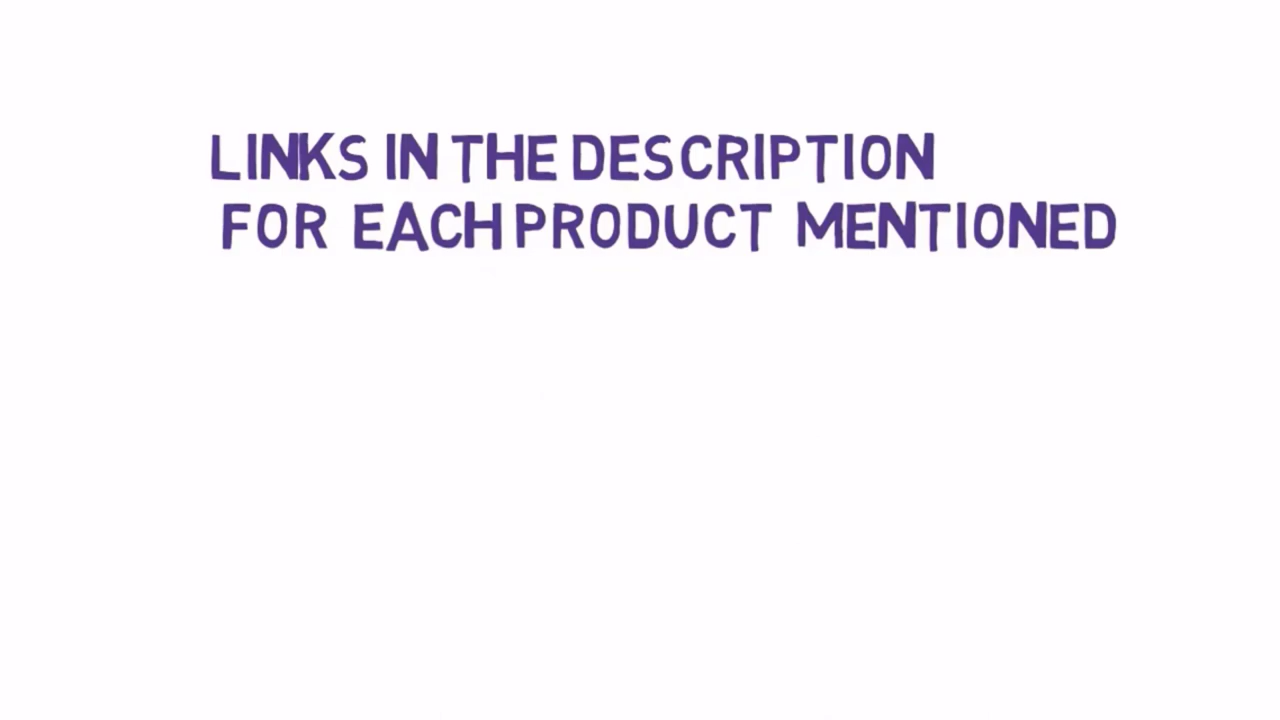 LINKS IN THE DESCRIPTION
FOR EACH PRODUCT MENTIONED